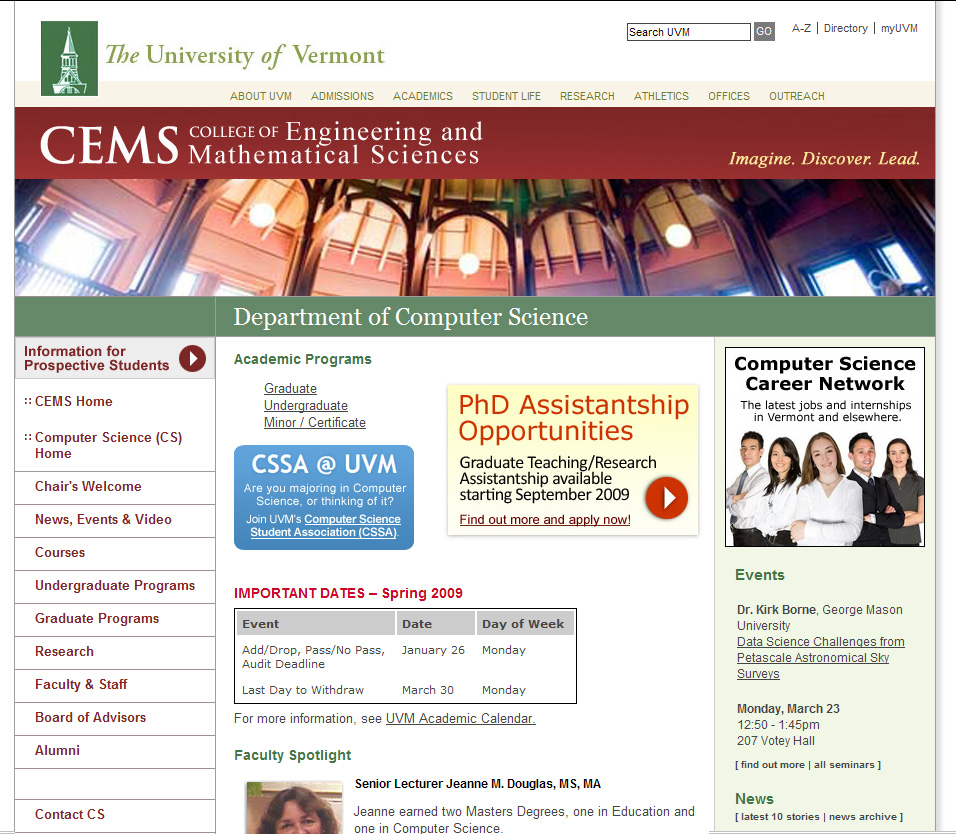 The University of Vermont
Search UVM
GO
A-Z | Directory | myUVM
ABOUT UVM ADMISSIONS ACADEMICS STUDENT LIFE RESEARCH ATHLETICS OFFICES OUTREACH
CEMS COLLEGE OF Engineering and
Mathematical Sciences
Imagine. Discover. Lead.
Department of Computer Science
Information for
Prospective Students
:: CEMS Home
:: Computer Science (CS)
Home
Chair's Welcome
News, Events & Video
Courses
Undergraduate Programs
Graduate Programs
Research
Faculty & Staff
Board of Advisors
Alumni
Contact CS
Academic Programs
Graduate
Undergraduate
Minor / Certificate
CSSA @ UVM
Are you majoring in Computer
Science, or thinking of it?
Join UVM's Computer Science
Student Association (CSSA).
PhD Assistantship
Opportunities
Graduate Teaching/Research
Assistantship available
starting September 2009
Find out more and apply now!
IMPORTANT DATES – Spring 2009
Event Date Day of Week
Add/Drop, Pass/No Pass, January 26 Monday
Audit Deadline
Last Day to Withdraw March 30 Monday
For more information, see UVM Academic Calendar.
Faculty Spotlight
Senior Lecturer Jeanne M. Douglas, MS, MA
Jeanne earned two Masters Degrees, one in Education and
one in Computer Science.
Computer Science
Career Network
The latest jobs and internships
in Vermont and elsewhere.
Events
Dr. Kirk Borne, George Mason
University
Data Science Challenges from
Petascale Astronomical Sky
Surveys
Monday, March 23
12:50 - 1:45pm
207 Votey Hall
[ find out more | all seminars ]
News
[ latest 10 stories | news archive ]